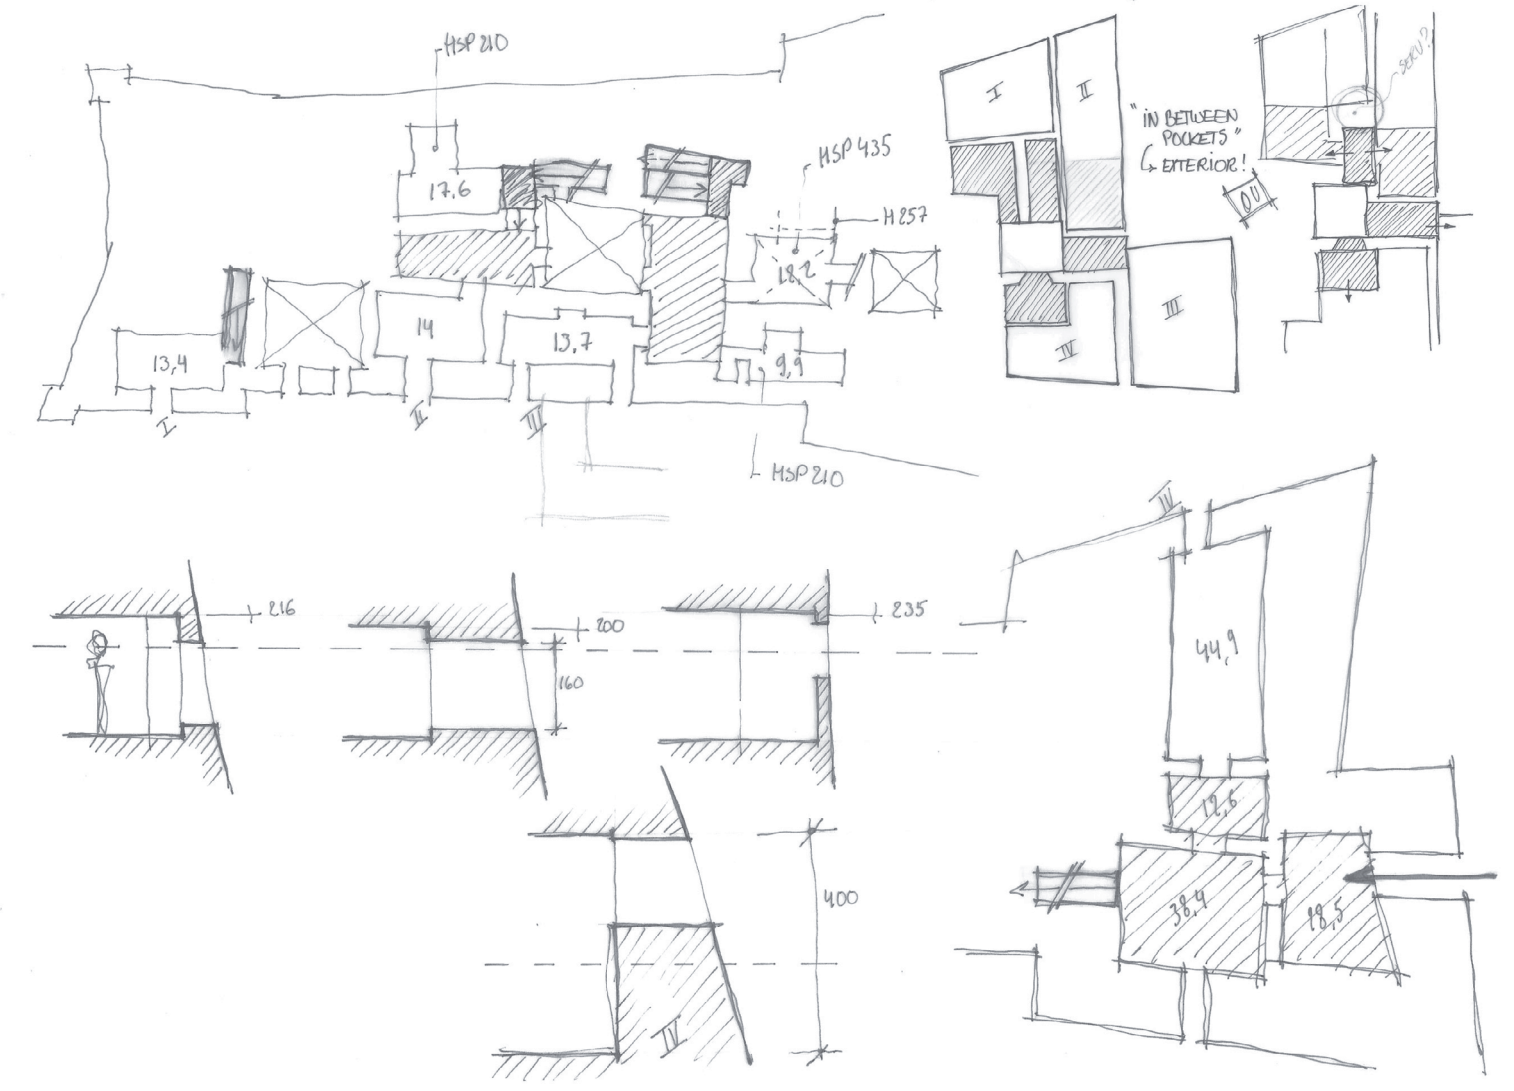 HSP 210
17,6
HSP 435
H 257
18,2
14
13,7
13,4
9,9
I
II
III
HSP 210
I
II
"IN BETWEEN
POCKETS"
EXTERIOR!
OU
III
IV
SERV?
216
200
160
235
400
IV
IV
44,9
12,6
38,4
18,5